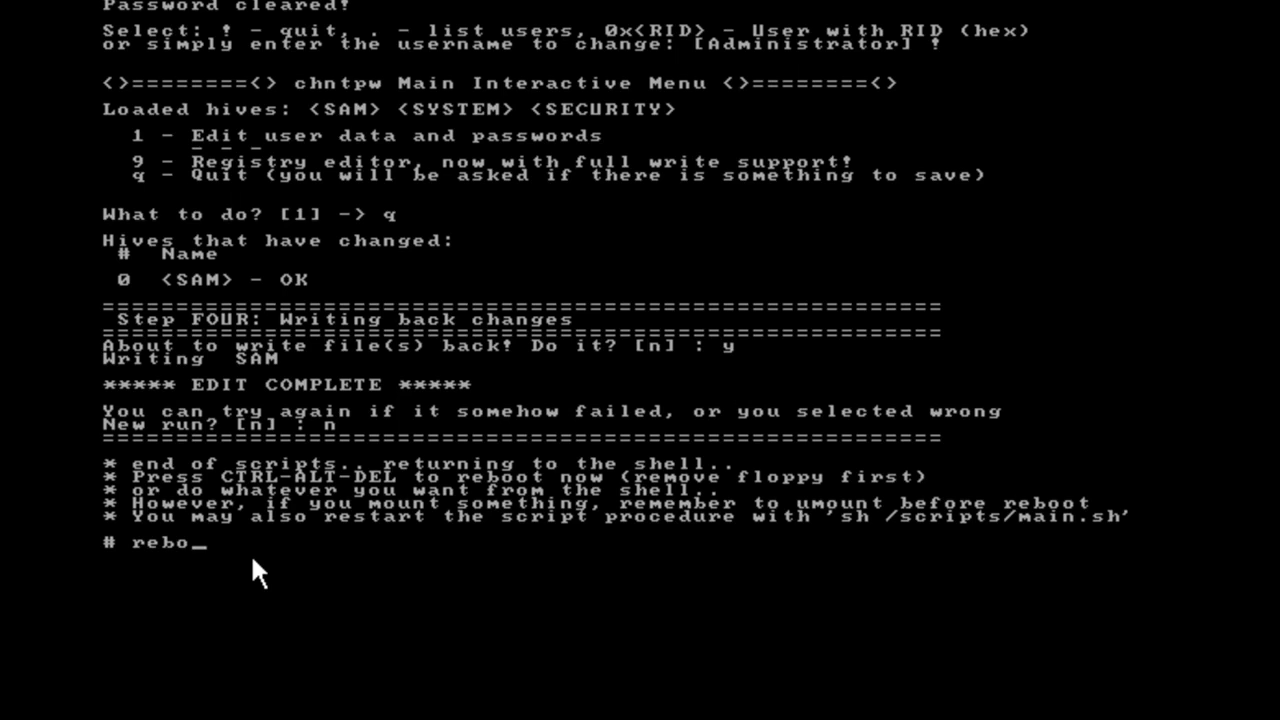 Password cleared!
Select: ! - quit, . - list users, 0x<RID> - User with RID (hex)
or simply enter the username to change: [Administrator] !
<>========<> chntpw Main Interactive Menu <>========<>
Loaded hives: <SAM> <SYSTEM> <SECURITY>
1 - Edit user data and passwords
- - -
9 - Registry editor, now with full write support!
q - Quit (you will be asked if there is something to save)
What to do? [1] -> q
Hives that have changed:
# Name
0 <SAM> - OK
=========================================================
Step FOUR: Writing back changes
=========================================================
About to write file(s) back! Do it? [n] : y
Writing SAM
***** EDIT COMPLETE *****
You can try again if it somehow failed, or you selected wrong
New run? [n] : n
=========================================================
* end of scripts.. returning to the shell..
* Press CTRL-ALT-DEL to reboot now (remove floppy first)
* or do whatever you want from the shell..
* However, if you mount something, remember to umount before reboot
* You may also restart the script procedure with 'sh /scripts/main.sh'
# rebo_